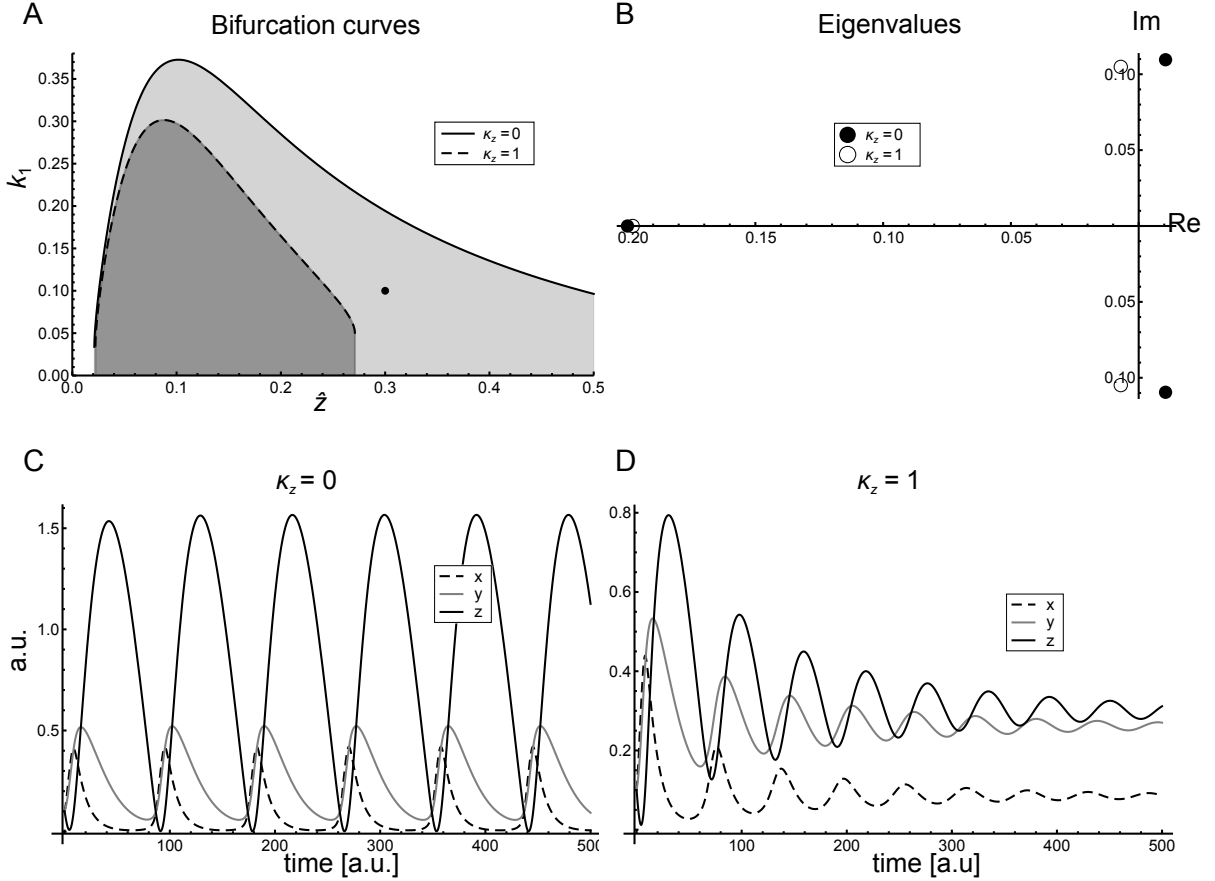 A
Bifurcation curves
k₁
0.35
0.30
0.25
0.20
0.15
0.10
0.05
0.00
0.0
0.1
0.2
0.3
0.4
0.5
ẑ
κz = 0
κz = 1
B
Eigenvalues
Im
Re
κz = 0
κz = 1
0.10
0.05
0.20
0.15
0.10
0.05
0.05
0.10
C
κz = 0
a.u.
1.5
1.0
0.5
100
200
300
400
500
time [a.u.]
x
y
z
D
κz = 1
0.8
0.6
0.4
0.2
100
200
300
400
500
time [a.u]
x
y
z